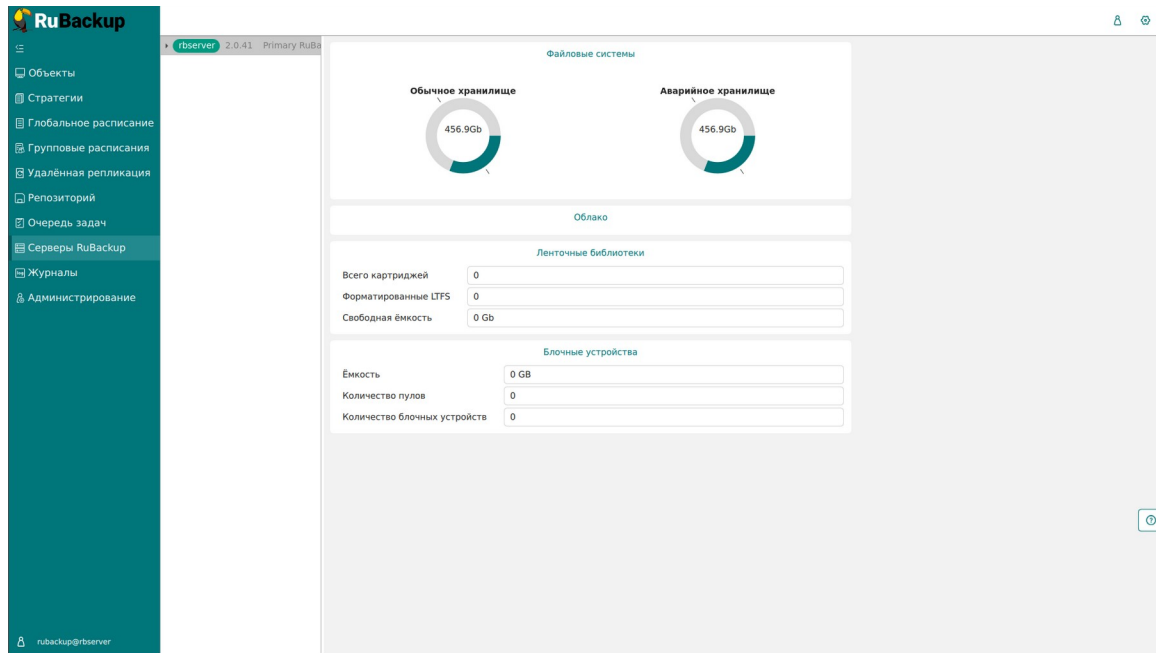 RuBackup
Объекты
Стратегии
Глобальное расписание
Групповые расписания
Удалённая репликация
Репозиторий
Очередь задач
Серверы RuBackup
Журналы
Администрирование
rubackup@rbserver
rbserver 2.0.41 Primary RuBa
Файловые системы
Обычное хранилище
456.9Gb
Аварийное хранилище
456.9Gb
Облако
Ленточные библиотеки
Всего картриджей 0
Форматированные LTFS 0
Свободная ёмкость 0 Gb
Блочные устройства
Ёмкость 0 GB
Количество пулов 0
Количество блочных устройств 0